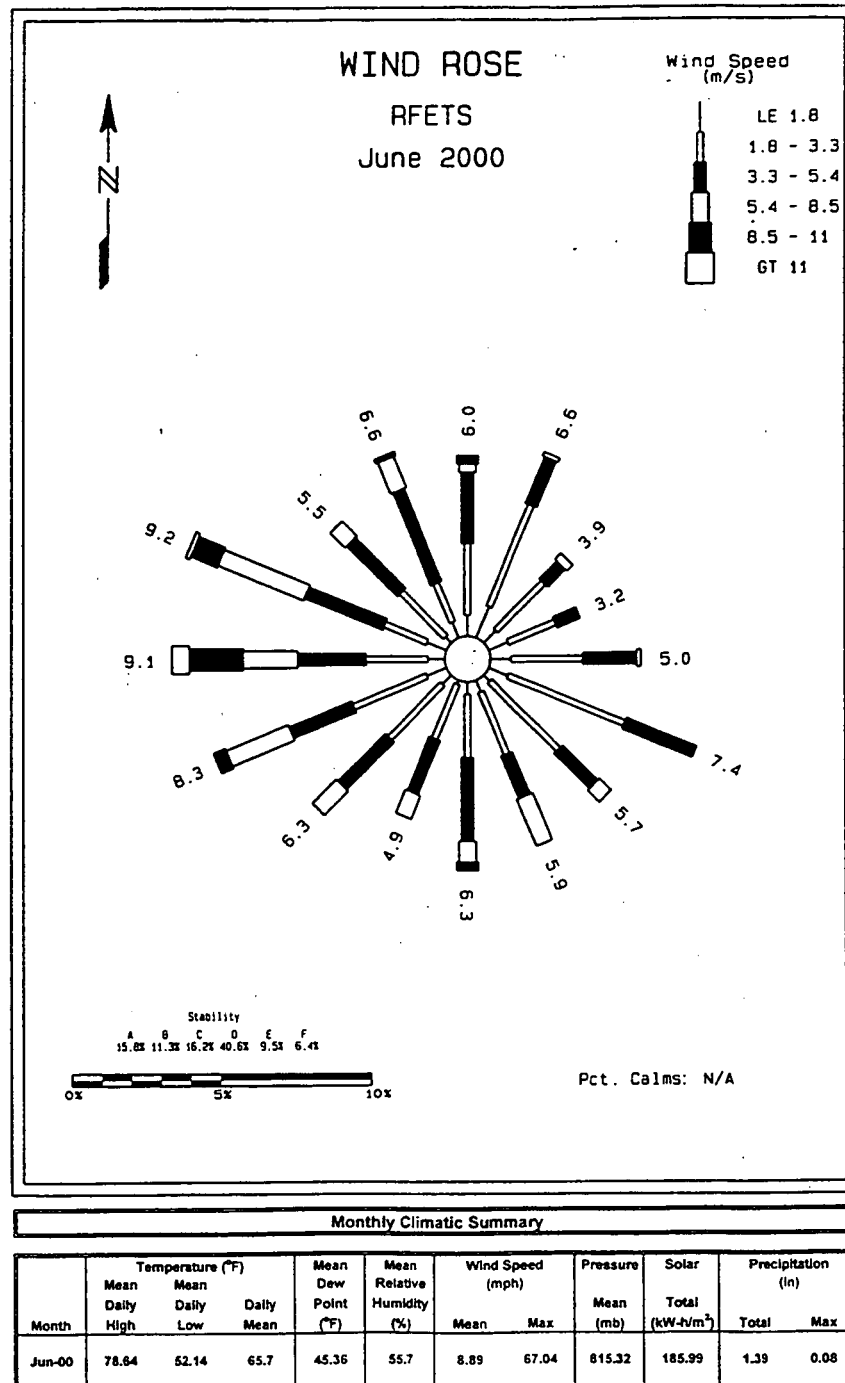 WIND ROSE
RFETS
June 2000
Wind Speed
(m/s)
LE 1.8
1.8 - 3.3
3.3 - 5.4
5.4 - 8.5
8.5 - 11
GT 11
N
6.6
6.0
6.6
5.5
9.2
3.9
3.2
9.1
5.0
8.3
7.4
6.3
5.7
4.9
5.9
6.3
Stability
A B C D E F
15.8% 11.3% 16.2% 40.6% 9.5% 6.4%
0% 5% 10%
Pct. Calms: N/A
Monthly Climatic Summary
Temperature (°F) Mean Mean Wind Speed Pressure Solar Precipitation
Mean Mean Dew Relative (mph) (in)
Daily Daily Daily Point Humidity Mean Total
Month High Low Mean (°F) (%) Mean Max (mb) (kW-h/m²) Total Max
Jun-00 78.64 52.14 65.7 45.36 55.7 8.89 67.04 815.32 185.99 1.39 0.08